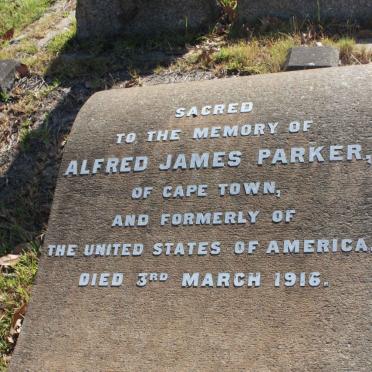 SACRED
TO THE MEMORY OF
ALFRED JAMES PARKER,
OF CAPE TOWN,
AND FORMERLY OF
THE UNITED STATES OF AMERICA.
DIED 3RD MARCH 1916.